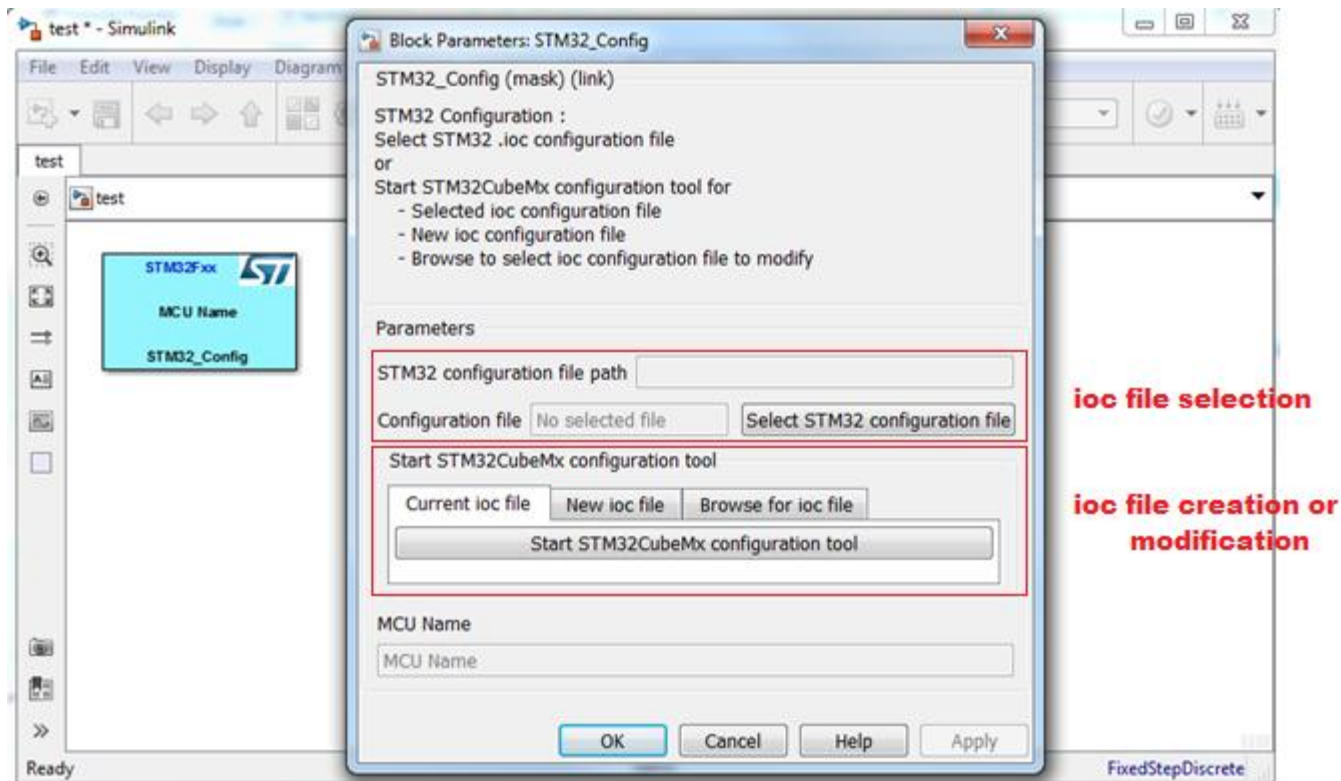 test * - Simulink
File Edit View Display Diagram
test
test
STM32Fxx
MCU Name
STM32_Config
Ready
Block Parameters: STM32_Config
STM32_Config (mask) (link)
STM32 Configuration :
Select STM32 .ioc configuration file
or
Start STM32CubeMx configuration tool for
- Selected ioc configuration file
- New ioc configuration file
- Browse to select ioc configuration file to modify
Parameters
STM32 configuration file path
Configuration file No selected file Select STM32 configuration file
Start STM32CubeMx configuration tool
Current ioc file New ioc file Browse for ioc file
Start STM32CubeMx configuration tool
MCU Name
MCU Name
OK Cancel Help Apply
ioc file selection
ioc file creation or
modification
FixedStepDiscrete